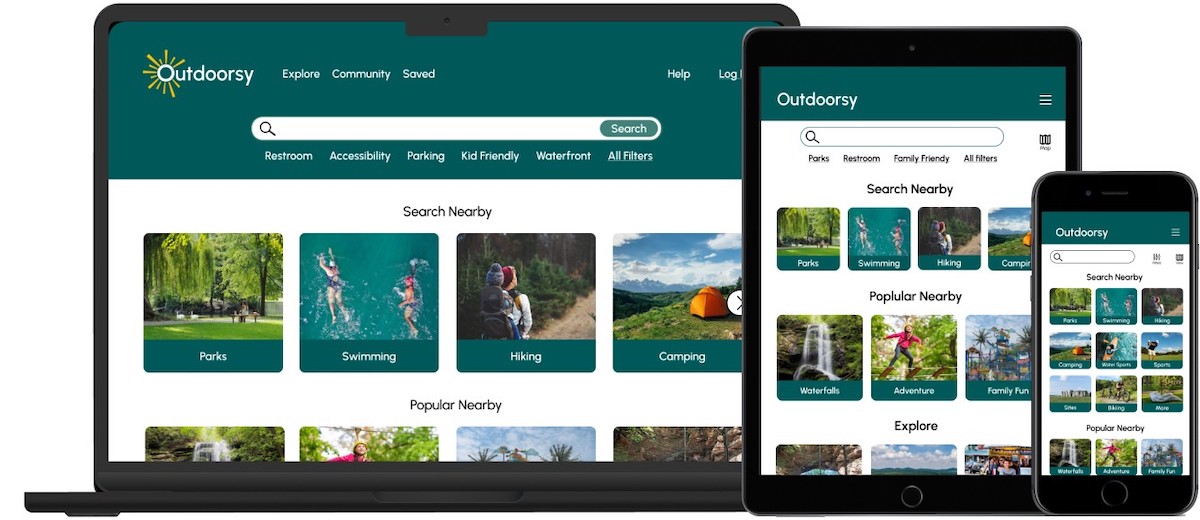 Outdoorsy Explore Community Saved Help Log
Search
Restroom Accessibility Parking Kid Friendly Waterfront All Filters
Search Nearby
Parks Swimming Hiking Camping
Popular Nearby
Outdoorsy
Map
Parks Restroom Family Friendy All filters
Search Nearby
Parks Swimming Hiking Camping
Poplular Nearby
Waterfalls Adventure Family Fun
Explore
Outdoorsy
Search Nearby
Parks Swimming Hiking
Camping Water Sports Sports
Sites Biking More
Popular Nearby
Waterfalls Adventure Family Fun